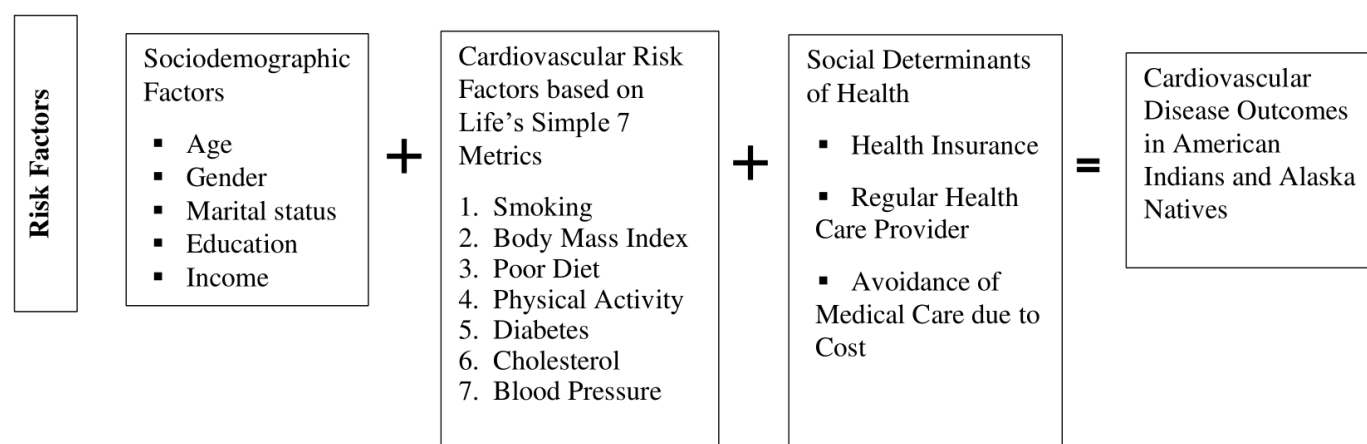 Risk Factors
Sociodemographic
Factors
▪ Age
▪ Gender
▪ Marital status
▪ Education
▪ Income
+
Cardiovascular Risk
Factors based on
Life’s Simple 7
Metrics
1. Smoking
2. Body Mass Index
3. Poor Diet
4. Physical Activity
5. Diabetes
6. Cholesterol
7. Blood Pressure
+
Social Determinants
of Health
▪ Health Insurance
▪ Regular Health
Care Provider
▪ Avoidance of
Medical Care due to
Cost
=
Cardiovascular
Disease Outcomes
in American
Indians and Alaska
Natives